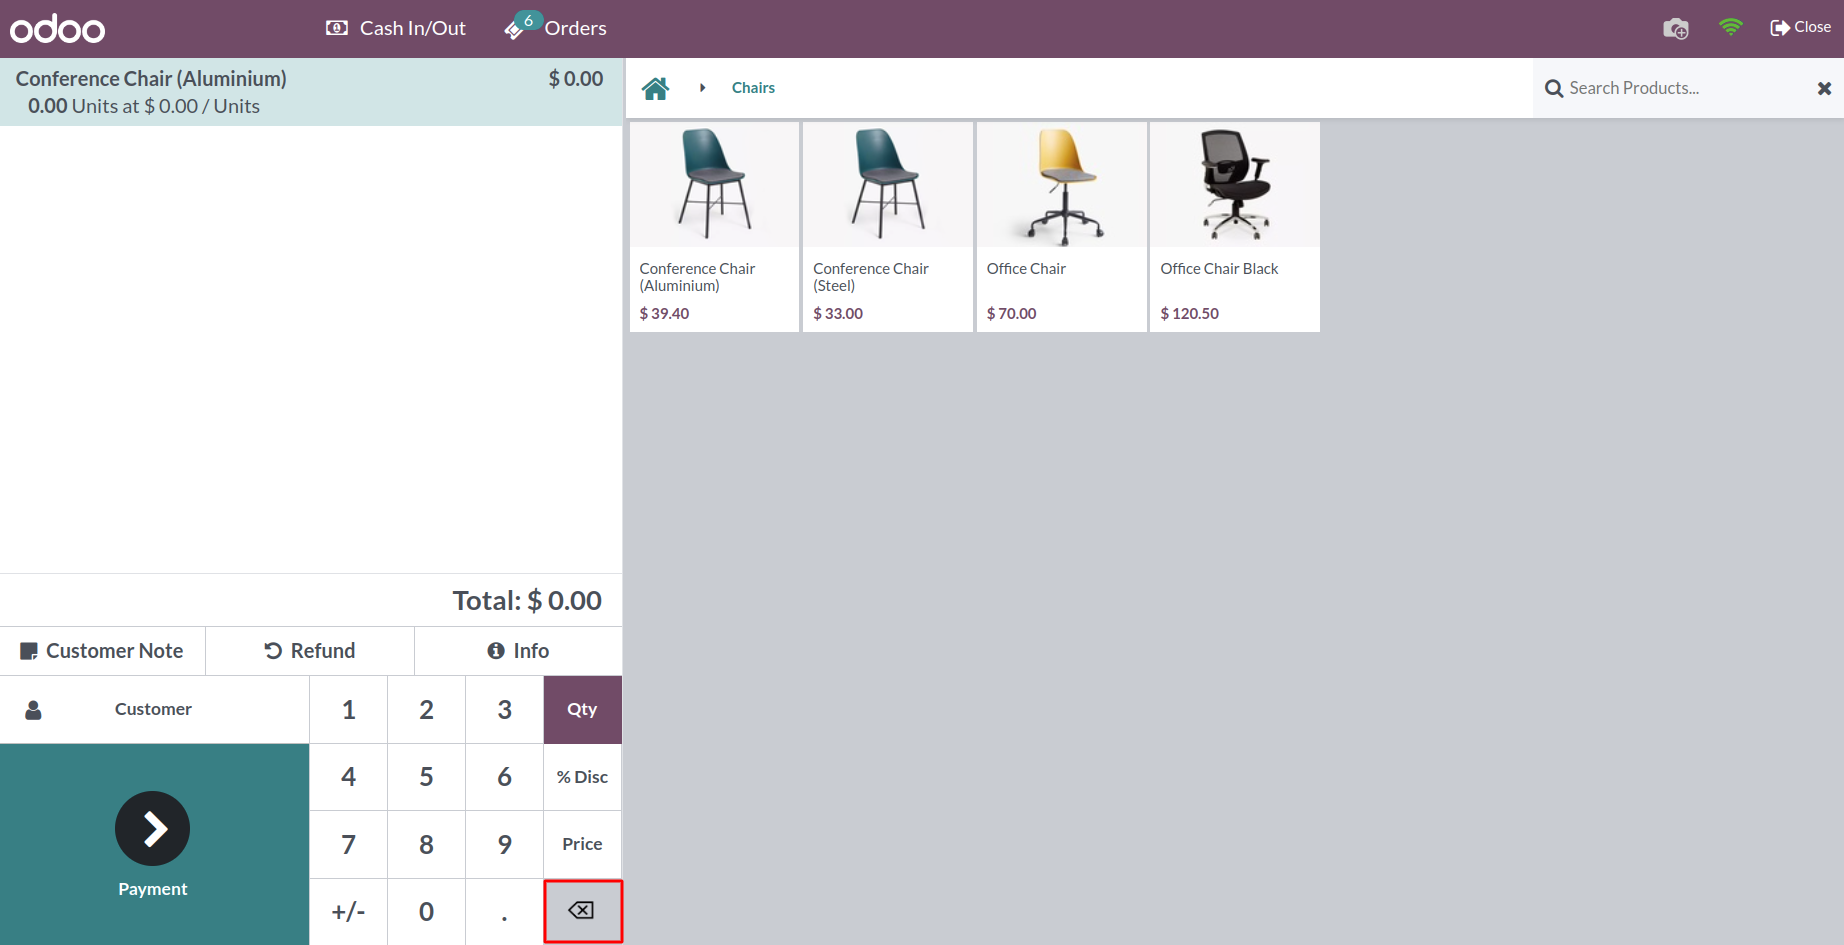 odoo
Cash In/Out
6
Orders
Close
Conference Chair (Aluminium)
$ 0.00
0.00 Units at $ 0.00 / Units
Chairs
Search Products...
Conference Chair
(Aluminium)
$ 39.40
Conference Chair
(Steel)
$ 33.00
Office Chair
$ 70.00
Office Chair Black
$ 120.50
Total: $ 0.00
Customer Note
Refund
Info
Customer
1
2
3
Qty
4
5
6
% Disc
7
8
9
Price
Payment
+/-
0
.